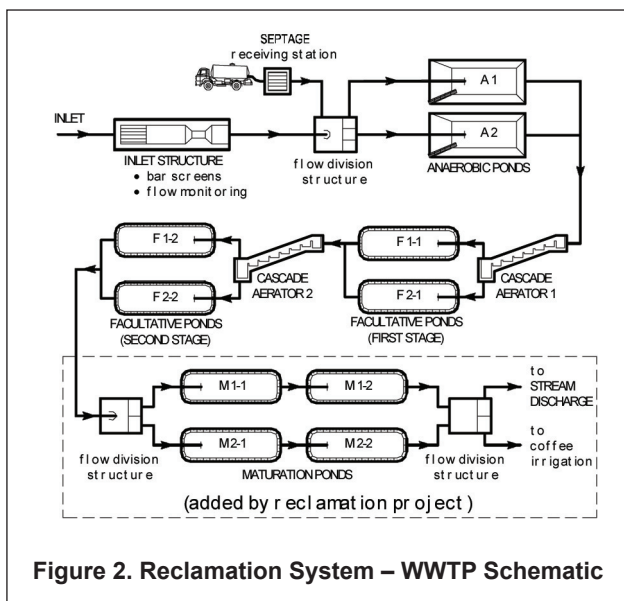 SEPTAGE
receiving station
INLET
INLET STRUCTURE
• bar screens
• flow monitoring
flow division
structure
A1
A2
ANAEROBIC PONDS
F1-2
F2-2
FACULTATIVE PONDS
(SECOND STAGE)
CASCADE
AERATOR 2
F1-1
F2-1
FACULTATIVE PONDS
(FIRST STAGE)
CASCADE
AERATOR 1
flow division
structure
M1-1
M1-2
M2-1
M2-2
MATURATION PONDS
flow division
structure
to
STREAM
DISCHARGE
to
coffee
irrigation
(added by reclamation project)
Figure 2. Reclamation System – WWTP Schematic